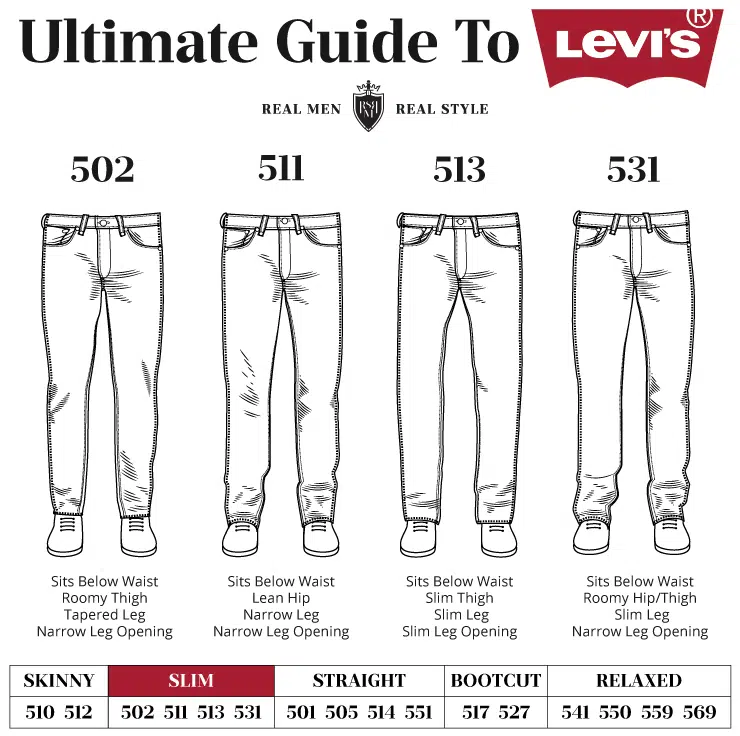 Ultimate Guide To LEVI'S®
REAL MEN RSRM REAL STYLE
502 511 513 531
Sits Below Waist
Roomy Thigh
Tapered Leg
Narrow Leg Opening
Sits Below Waist
Lean Hip
Narrow Leg
Narrow Leg Opening
Sits Below Waist
Slim Thigh
Slim Leg
Slim Leg Opening
Sits Below Waist
Roomy Hip/Thigh
Slim Leg
Narrow Leg Opening
SKINNY SLIM STRAIGHT BOOTCUT RELAXED
510 512 502 511 513 531 501 505 514 551 517 527 541 550 559 569